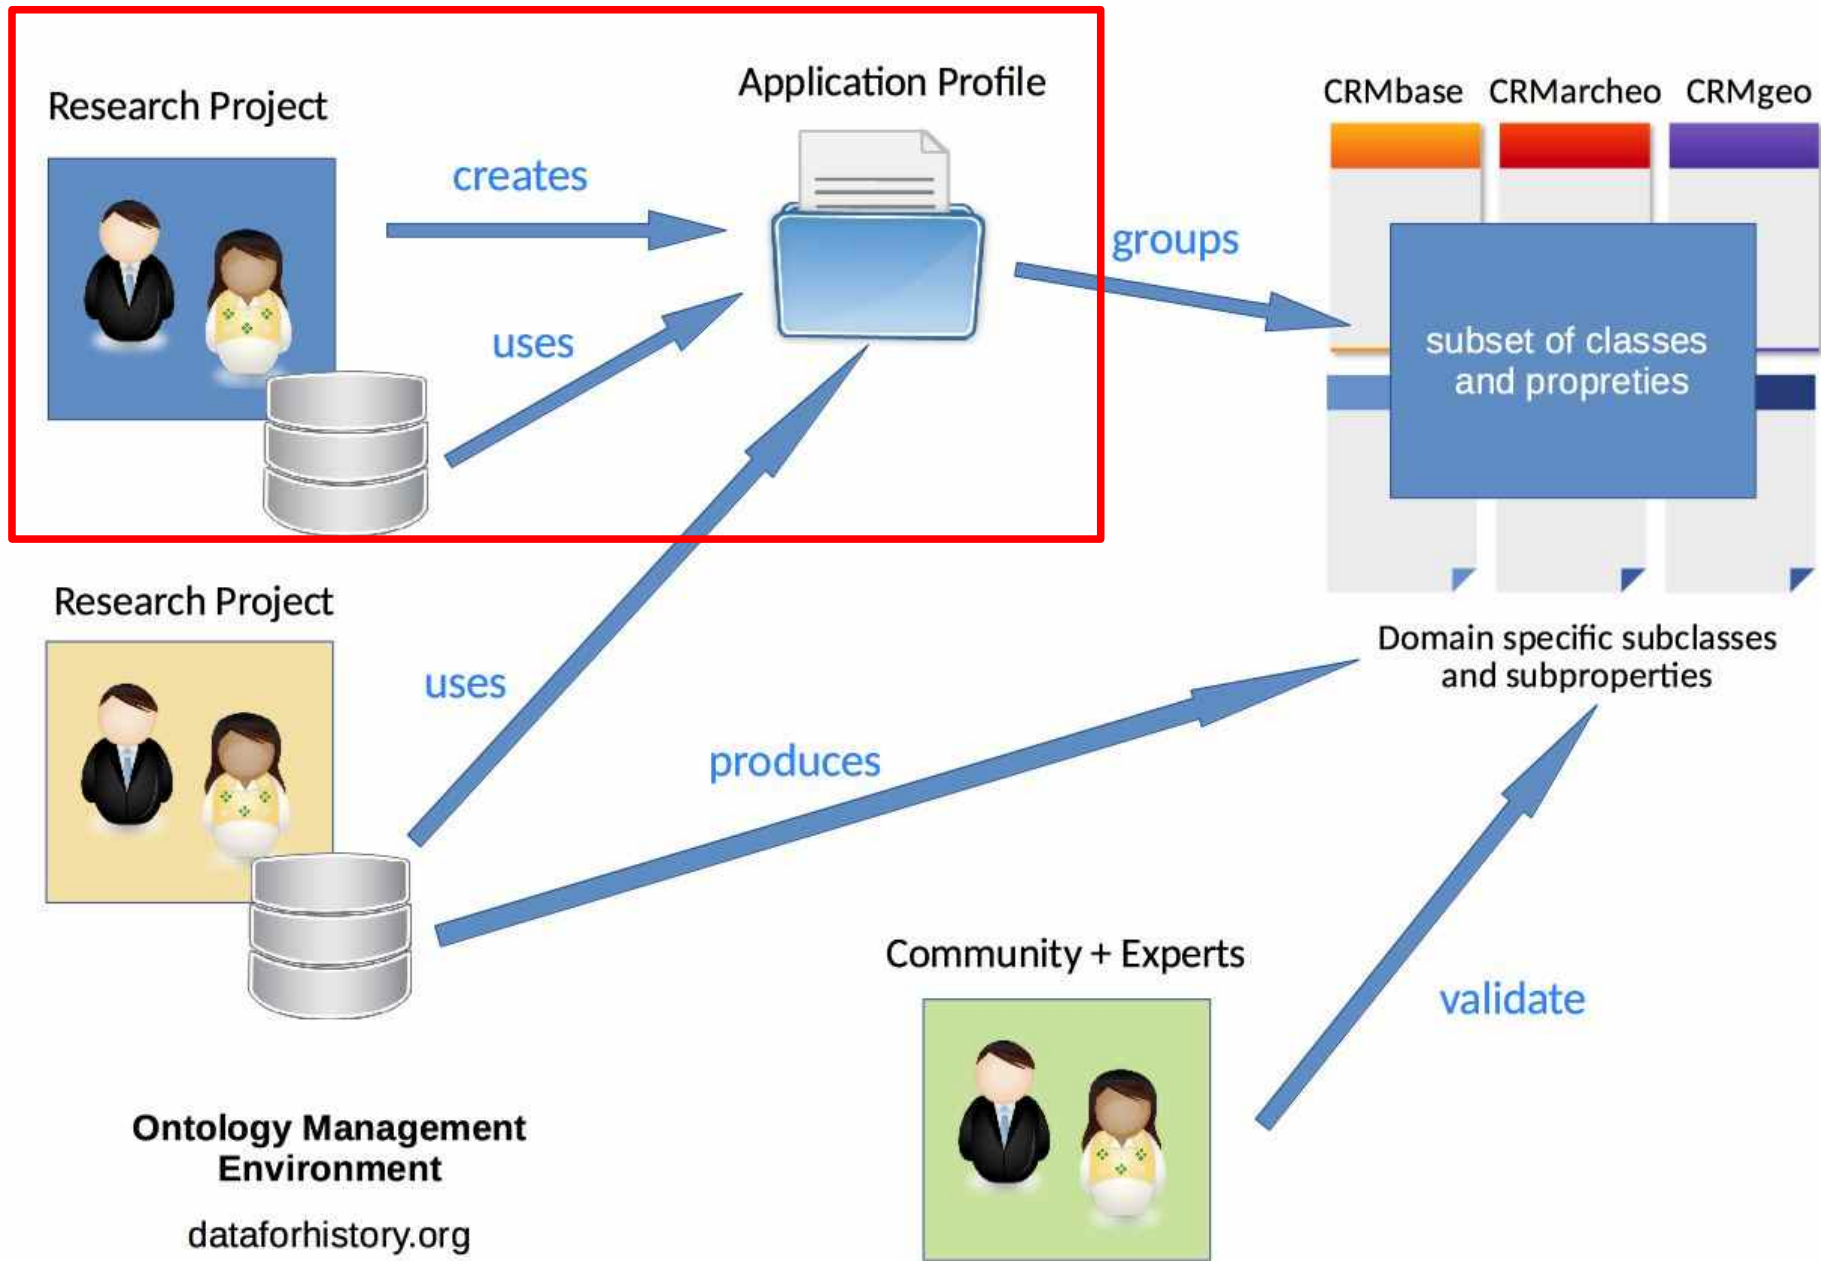 Research Project
Application Profile
CRMbase CRMarcheo CRMgeo
creates
groups
uses
subset of classes
and propreties
Research Project
Domain specific subclasses
and subproperties
uses
produces
Community + Experts
validate
Ontology Management
Environment
dataforhistory.org